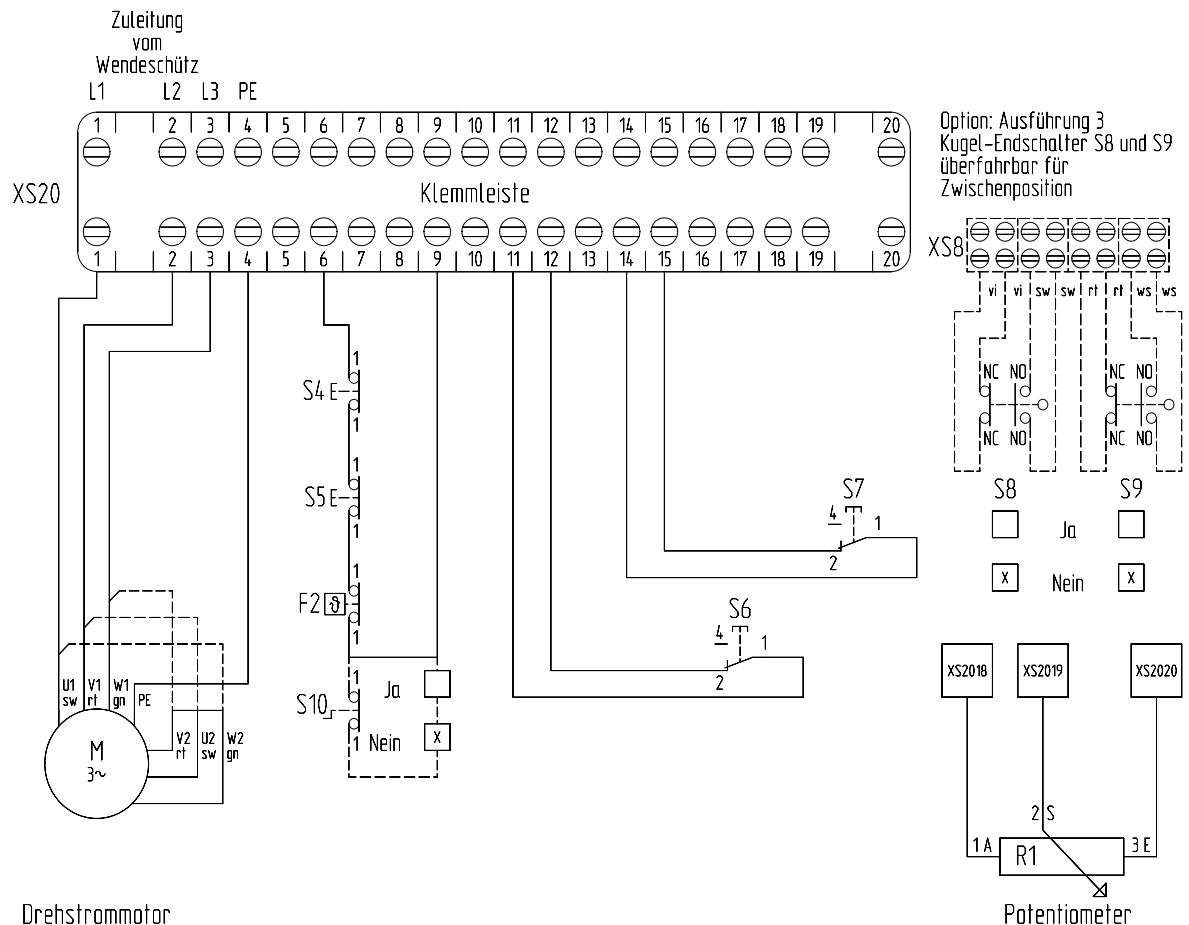 Zuleitung
vom
Wendeschütz
L1 L2 L3 PE
1 2 3 4 5 6 7 8 9 10 11 12 13 14 15 16 17 18 19 20
XS20
Klemmleiste
1 2 3 4 5 6 7 8 9 10 11 12 13 14 15 16 17 18 19 20
Option: Ausführung 3
Kugel-Endschalter S8 und S9
überfahrbar für
Zwischenposition
XS8
vi vi sw sw rt rt ws ws
NC NO NC NO
NC NO NC NO
S8 S9
Ja
X Nein X
1
S4 E
1
1
S5 E
1
1
F2 ϑ
1
1
S10
1
Ja
Nein X
S7
4 1
2
S6
4 1
2
U1 V1 W1 PE
sw rt gn
V2 U2 W2
rt sw gn
M
3~
XS2018 XS2019 XS2020
2 S
1 A R1 3 E
Drehstrommotor
Potentiometer